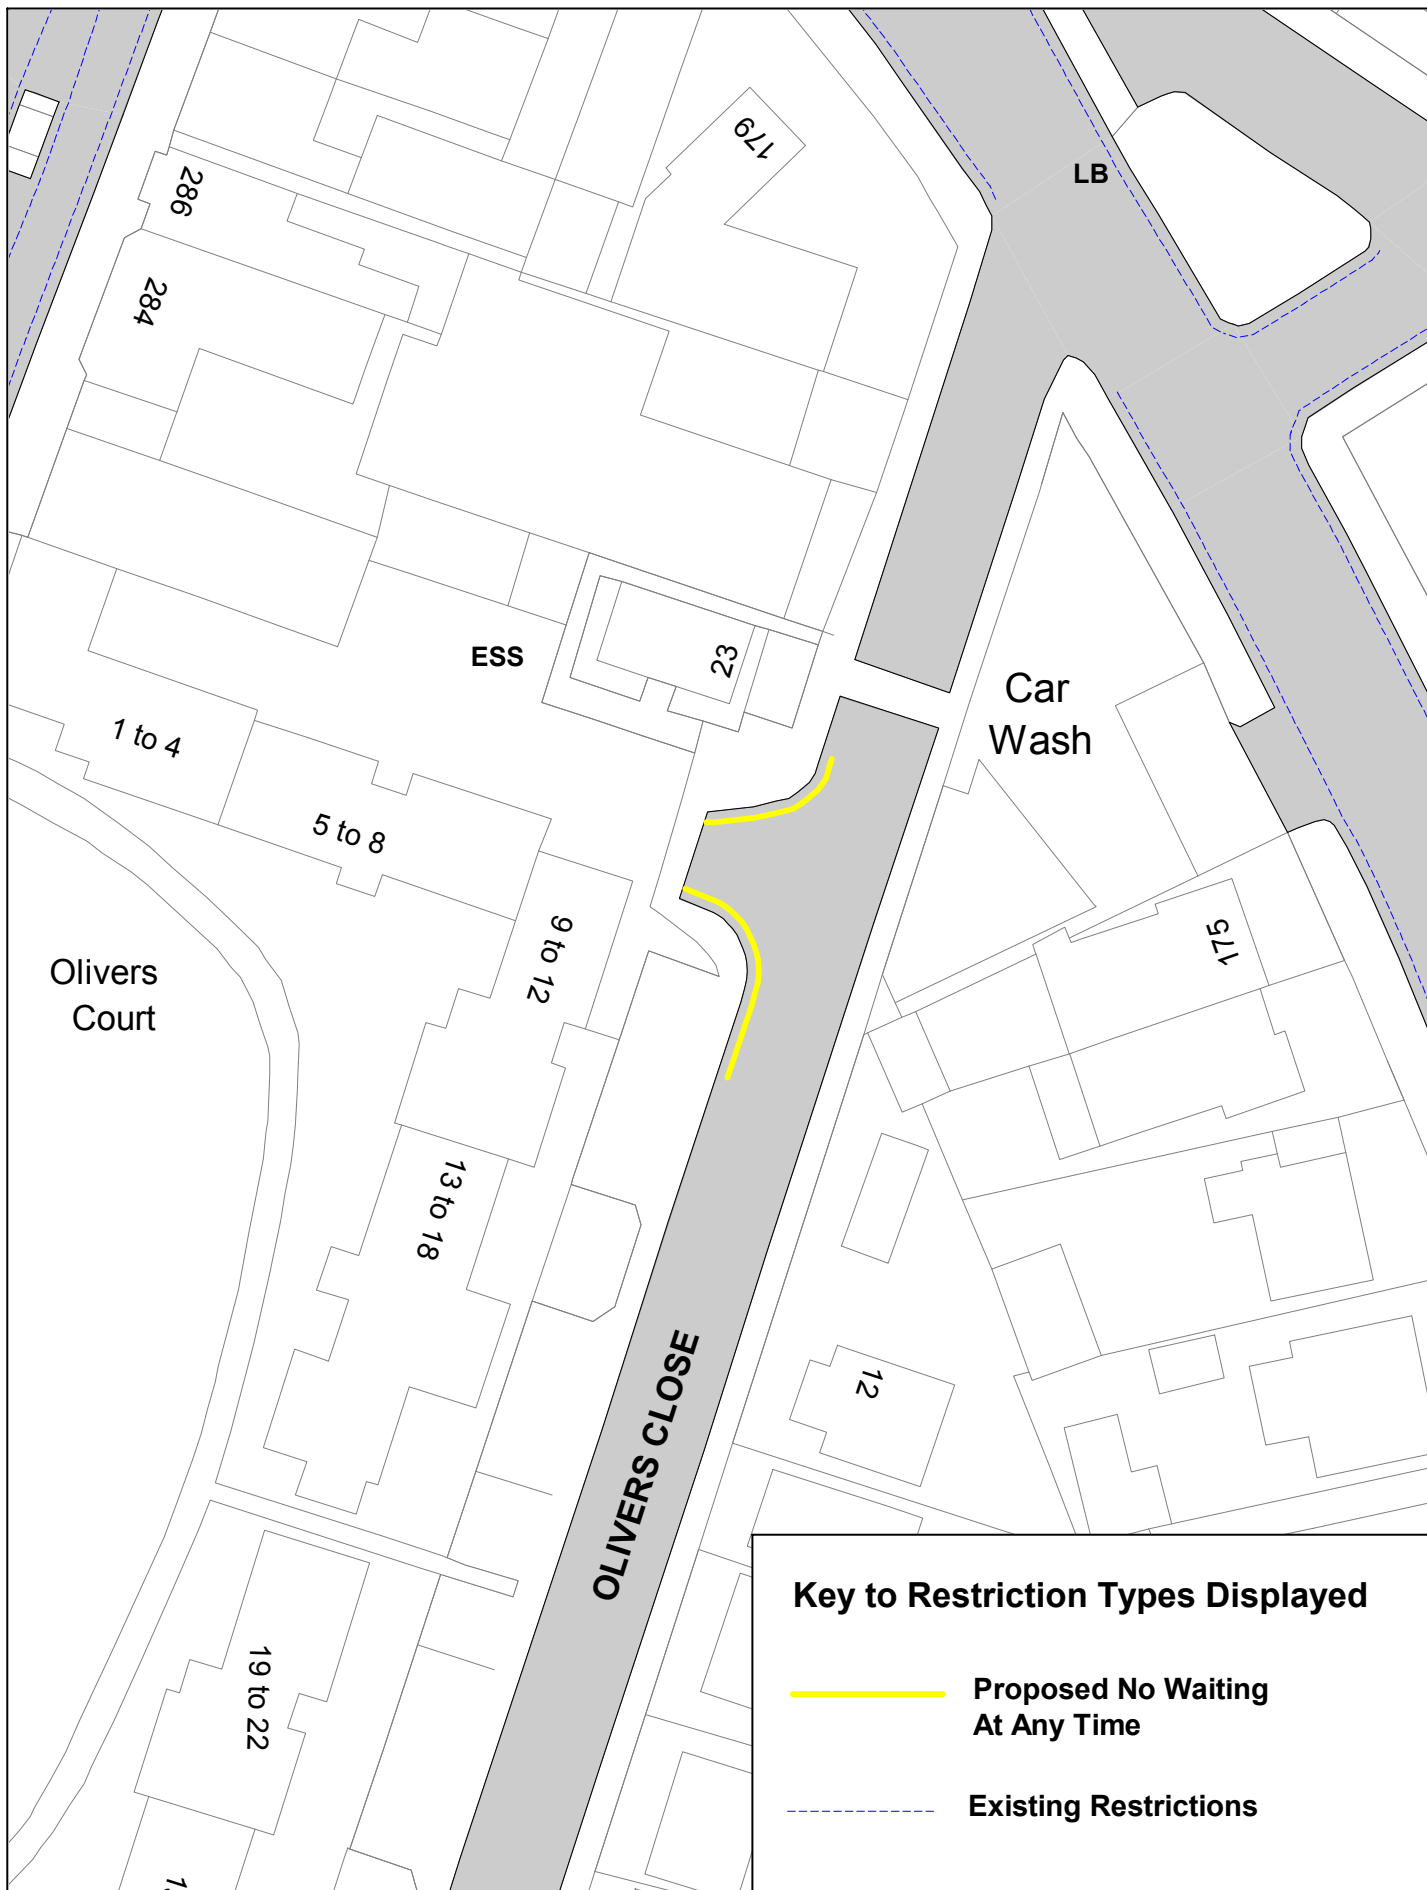 179
LB
286
284
ESS
23
Car
Wash
1 to 4
5 to 8
9 to 12
175
Olivers
Court
13 to 18
12
OLIVERS CLOSE
19 to 22
Key to Restriction Types Displayed
Proposed No Waiting
At Any Time
Existing Restrictions